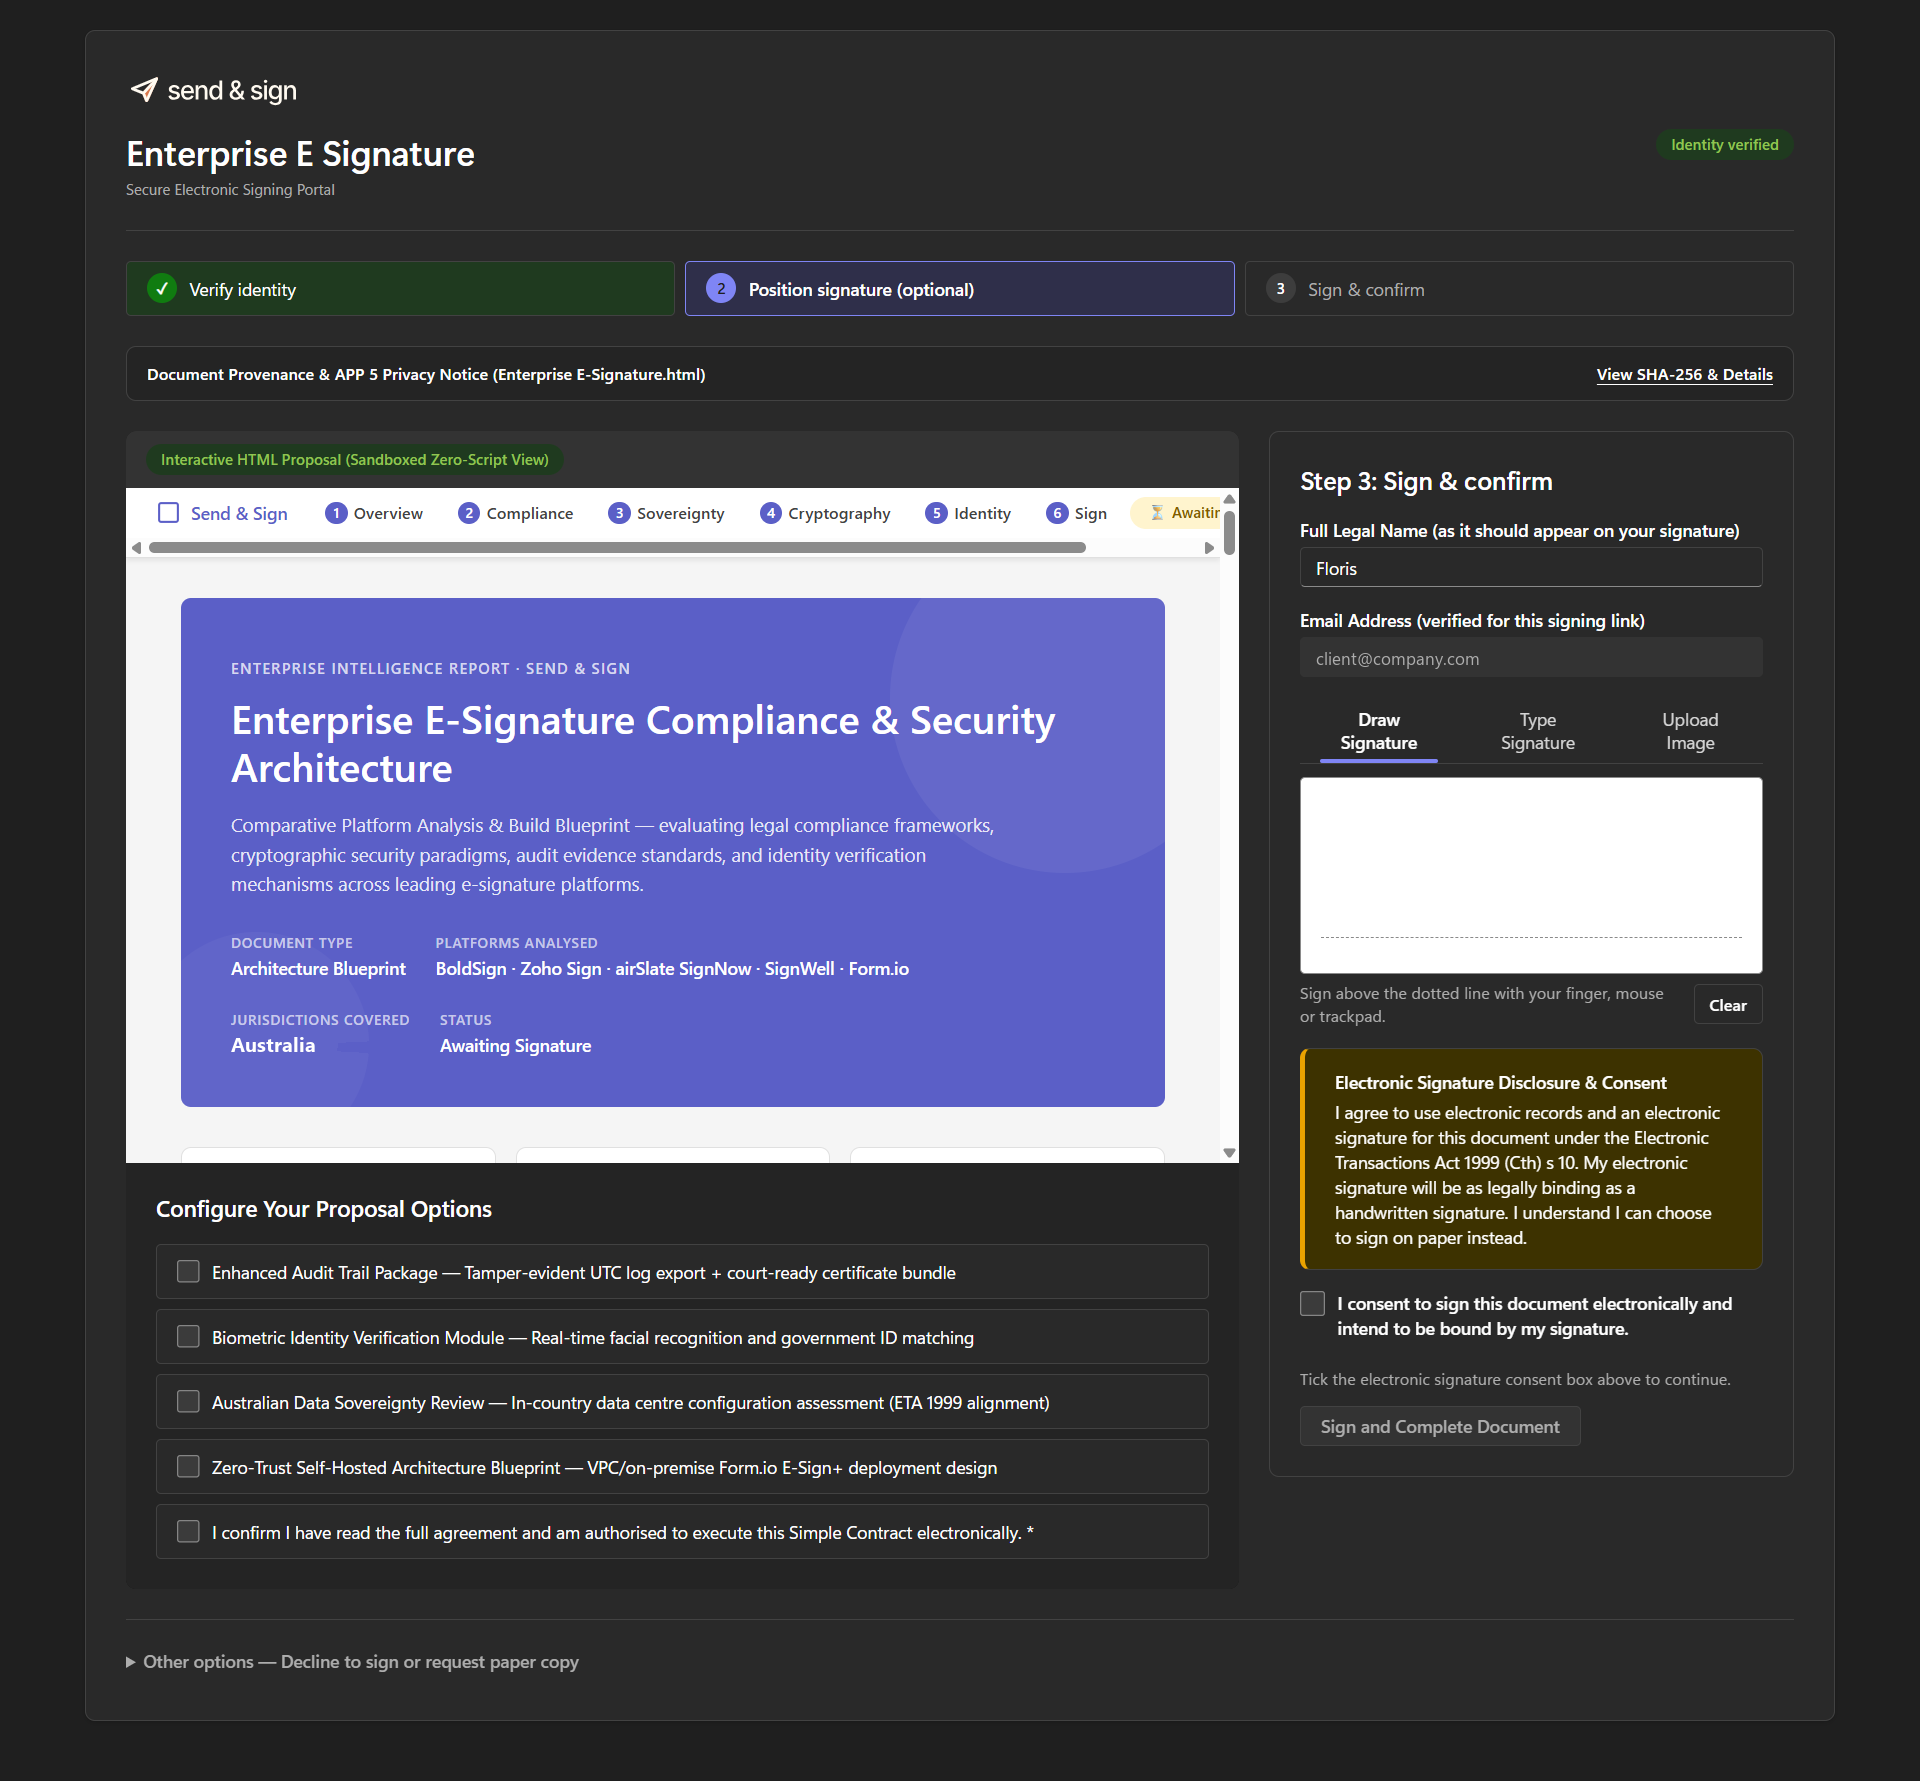 send & sign
Enterprise E Signature
Secure Electronic Signing Portal
Identity verified
Verify identity
2 Position signature (optional)
3 Sign & confirm
Document Provenance & APP 5 Privacy Notice (Enterprise E-Signature.html)
View SHA-256 & Details
Interactive HTML Proposal (Sandboxed Zero-Script View)
Send & Sign
1 Overview
2 Compliance
3 Sovereignty
4 Cryptography
5 Identity
6 Sign
ENTERPRISE INTELLIGENCE REPORT · SEND & SIGN
Enterprise E-Signature Compliance & Security
Architecture
Comparative Platform Analysis & Build Blueprint — evaluating legal compliance frameworks,
cryptographic security paradigms, audit evidence standards, and identity verification
mechanisms across leading e-signature platforms.
DOCUMENT TYPE
Architecture Blueprint
PLATFORMS ANALYSED
BoldSign · Zoho Sign · airSlate SignNow · SignWell · Form.io
JURISDICTIONS COVERED
Australia
STATUS
Awaiting Signature
Configure Your Proposal Options
Enhanced Audit Trail Package — Tamper-evident UTC log export + court-ready certificate bundle
Biometric Identity Verification Module — Real-time facial recognition and government ID matching
Australian Data Sovereignty Review — In-country data centre configuration assessment (ETA 1999 alignment)
Zero-Trust Self-Hosted Architecture Blueprint — VPC/on-premise Form.io E-Sign+ deployment design
I confirm I have read the full agreement and am authorised to execute this Simple Contract electronically. *
Step 3: Sign & confirm
Full Legal Name (as it should appear on your signature)
Floris
Email Address (verified for this signing link)
client@company.com
Draw
Signature
Type
Signature
Upload
Image
Sign above the dotted line with your finger, mouse
or trackpad.
Clear
Electronic Signature Disclosure & Consent
I agree to use electronic records and an electronic
signature for this document under the Electronic
Transactions Act 1999 (Cth) s 10. My electronic
signature will be as legally binding as a
handwritten signature. I understand I can choose
to sign on paper instead.
I consent to sign this document electronically and
intend to be bound by my signature.
Tick the electronic signature consent box above to continue.
Sign and Complete Document
Other options — Decline to sign or request paper copy